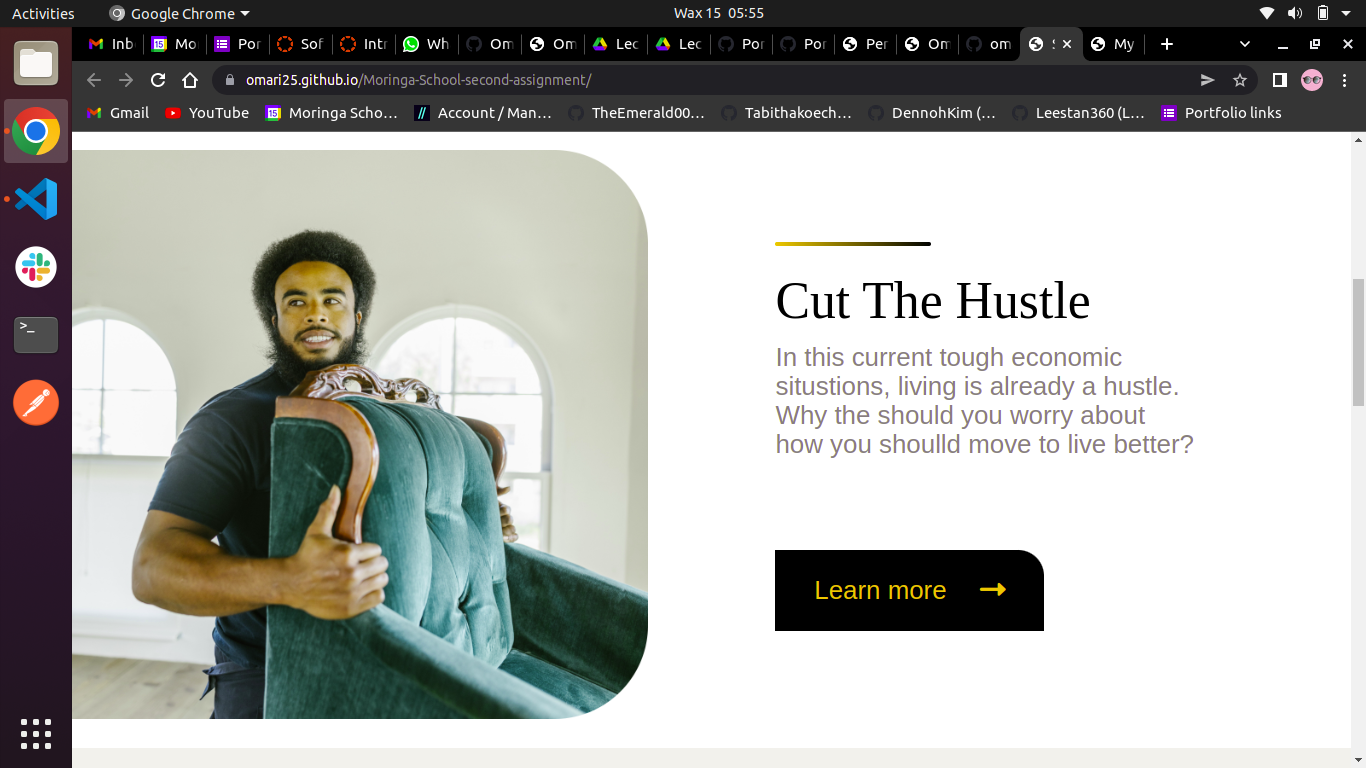 Activities
Google Chrome
Wax 15 05:55
Inb
Mo
Por
Sof
Intr
Wh
Om
Om
Lec
Lec
Por
Por
Per
Om
om
S
My
omari25.github.io/Moringa-School-second-assignment/
Gmail
YouTube
Moringa Scho...
Account / Man...
TheEmerald00...
Tabithakoech...
DennohKim (...
Leestan360 (L...
Portfolio links
Cut The Hustle
In this current tough economic
situstions, living is already a hustle.
Why the should you worry about
how you shoulld move to live better?
Learn more